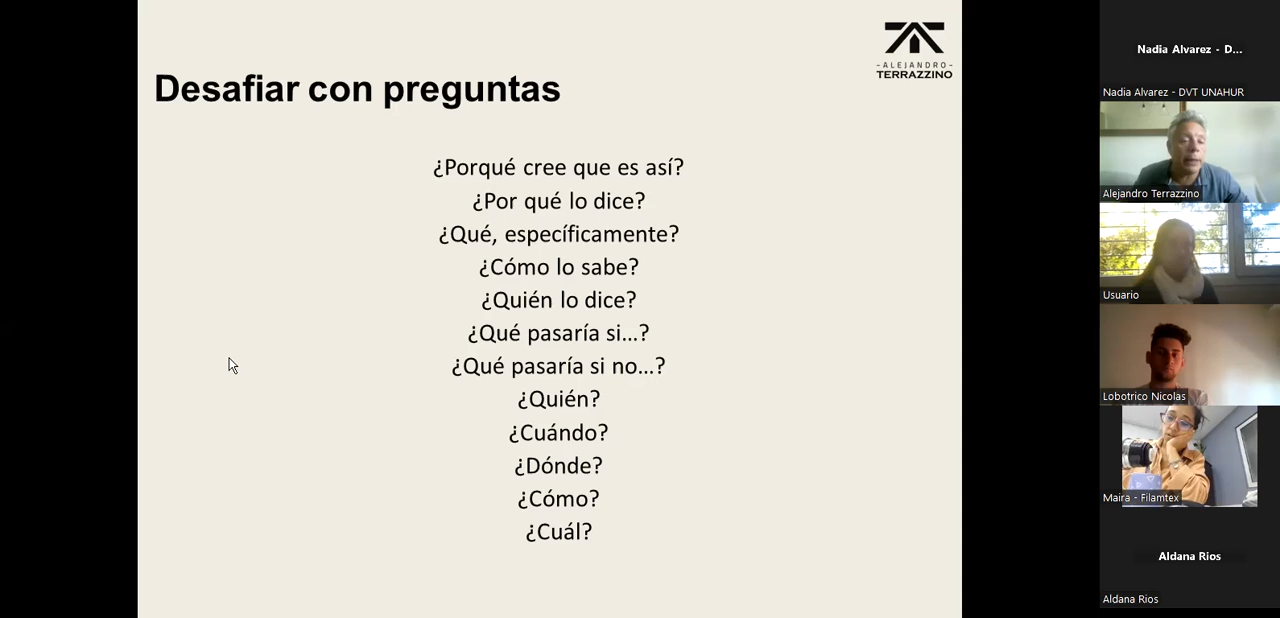 -ALEJANDRO-
TERRAZZINO
Desafiar con preguntas
¿Porqué cree que es así?
¿Por qué lo dice?
¿Qué, específicamente?
¿Cómo lo sabe?
¿Quién lo dice?
¿Qué pasaría si...?
¿Qué pasaría si no...?
¿Quién?
¿Cuándo?
¿Dónde?
¿Cómo?
¿Cuál?
Nadia Alvarez - D...
Nadia Alvarez - DVT UNAHUR
Alejandro Terrazzino
Usuario
Lobotrico Nicolas
Maira - Filamtex
Aldana Rios
Aldana Rios